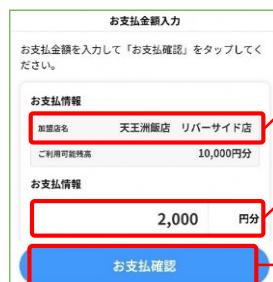 お支払金額入力
お支払金額を入力して「お支払確認」をタップしてく
ださい。
お支払情報
加盟店名 天王洲飯店 リバーサイド店
ご利用可能残高 10,000円分
お支払情報
2,000 円分
お支払確認